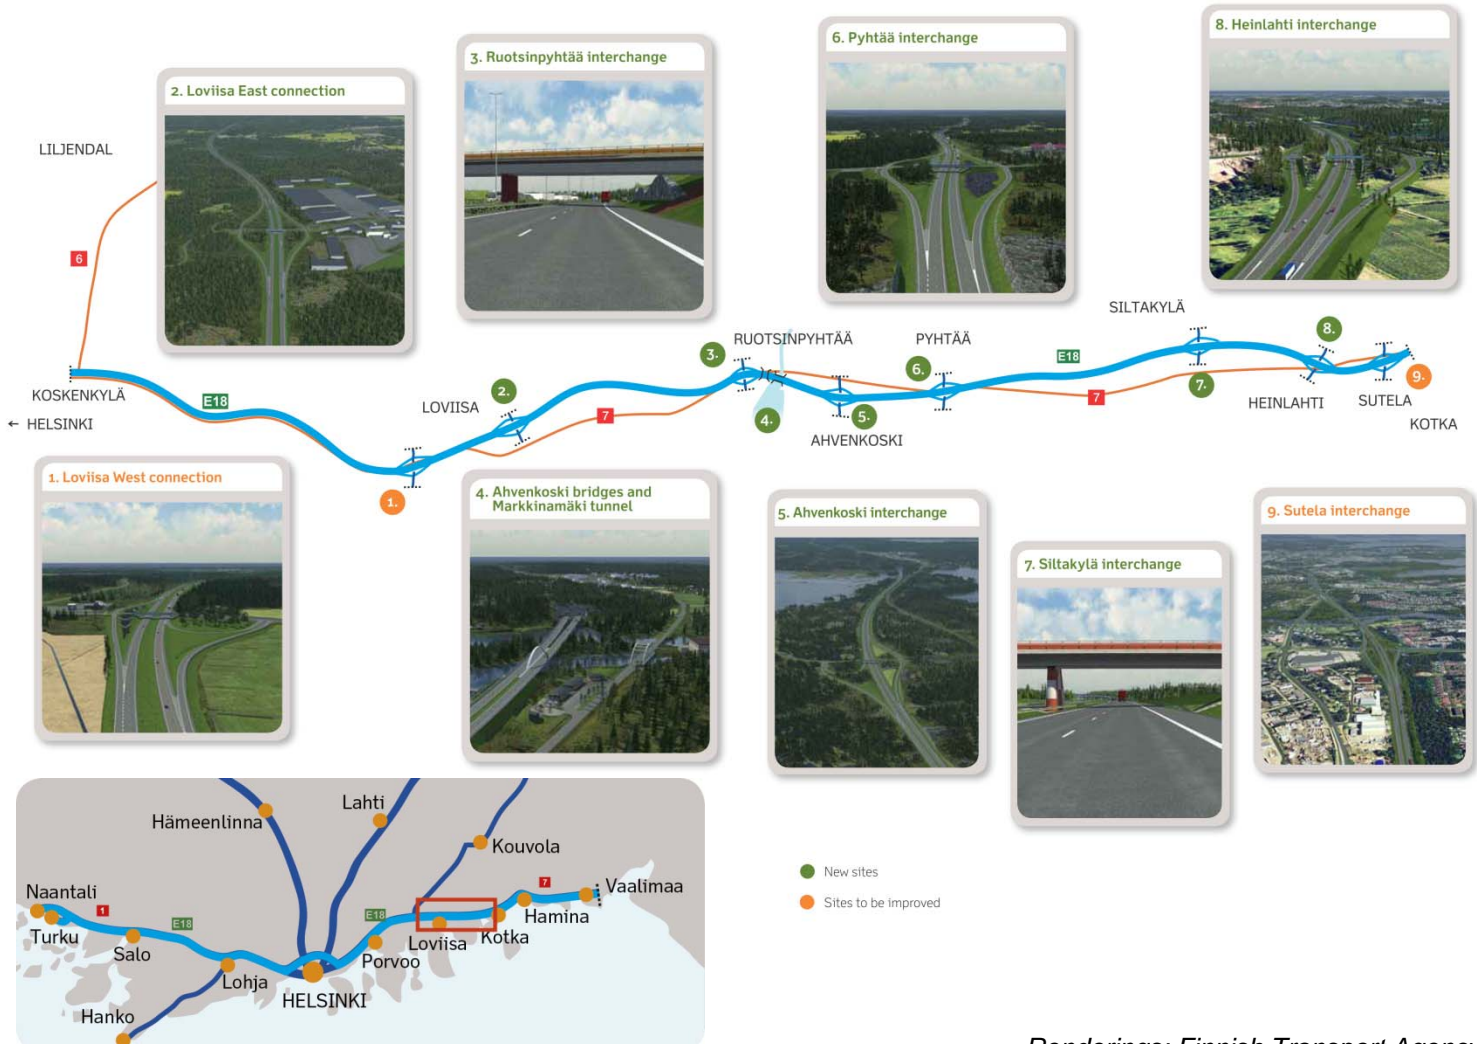 2. Loviisa East connection
3. Ruotsinpyhtää interchange
6. Pyhtää interchange
8. Heinlahti interchange
LILJENDAL
6
KOSKENKYLÄ
← HELSINKI
E18
LOVIISA
2.
1.
7
3.
RUOTSINPYHTÄÄ
4.
5.
AHVENKOSKI
PYHTÄÄ
6.
E18
7
SILTAKYLÄ
7.
8.
HEINLAHTI
SUTELA
9.
KOTKA
1. Loviisa West connection
4. Ahvenkoski bridges and
Markkinamäki tunnel
5. Ahvenkoski interchange
7. Siltakylä interchange
9. Sutela interchange
Hämeenlinna
Lahti
Kouvola
Naantali
1
E18
Turku
Salo
Lohja
Hanko
HELSINKI
E18
Porvoo
Loviisa
Kotka
7
Hamina
Vaalimaa
New sites
Sites to be improved